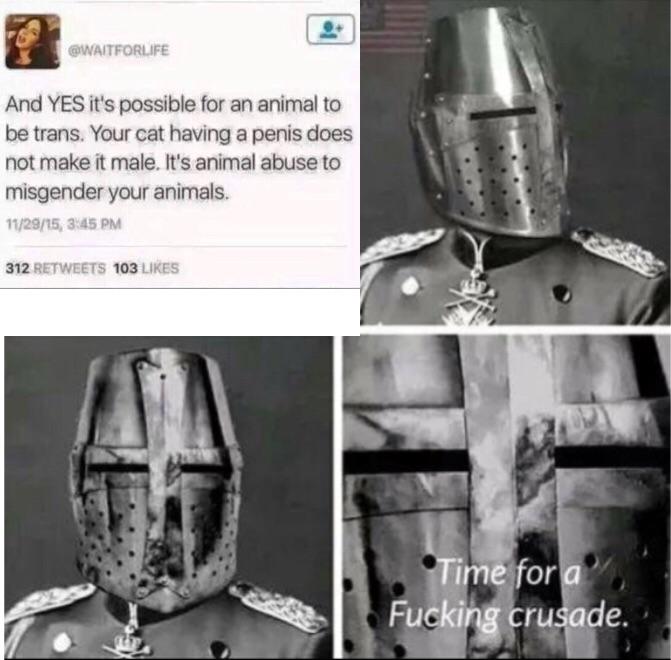 @WAITFORLIFE
And YES it's possible for an animal to
be trans. Your cat having a penis does
not make it male. It's animal abuse to
misgender your animals.
11/29/15, 3:45 PM
312 RETWEETS 103 LIKES
Time for a
Fucking crusade.